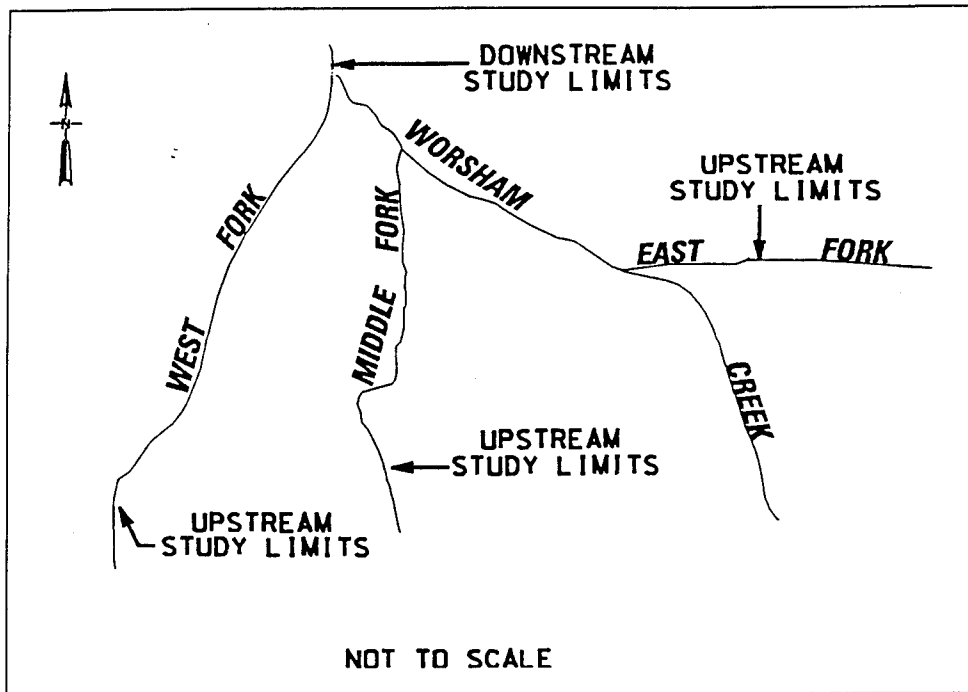 DOWNSTREAM
STUDY LIMITS
N
WORSHAM
UPSTREAM
STUDY LIMITS
FORK
FORK
EAST FORK
WEST
MIDDLE
CREEK
UPSTREAM
STUDY LIMITS
UPSTREAM
STUDY LIMITS
NOT TO SCALE